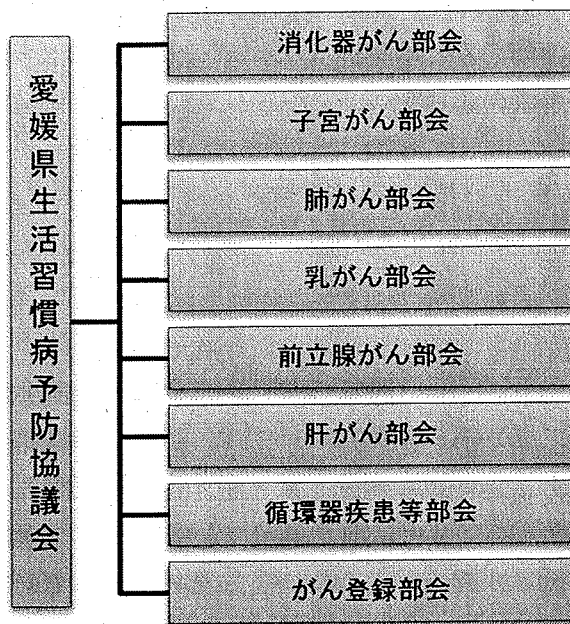 愛媛県生活習慣病予防協議会
消化器がん部会
子宮がん部会
肺がん部会
乳がん部会
前立腺がん部会
肝がん部会
循環器疾患等部会
がん登録部会